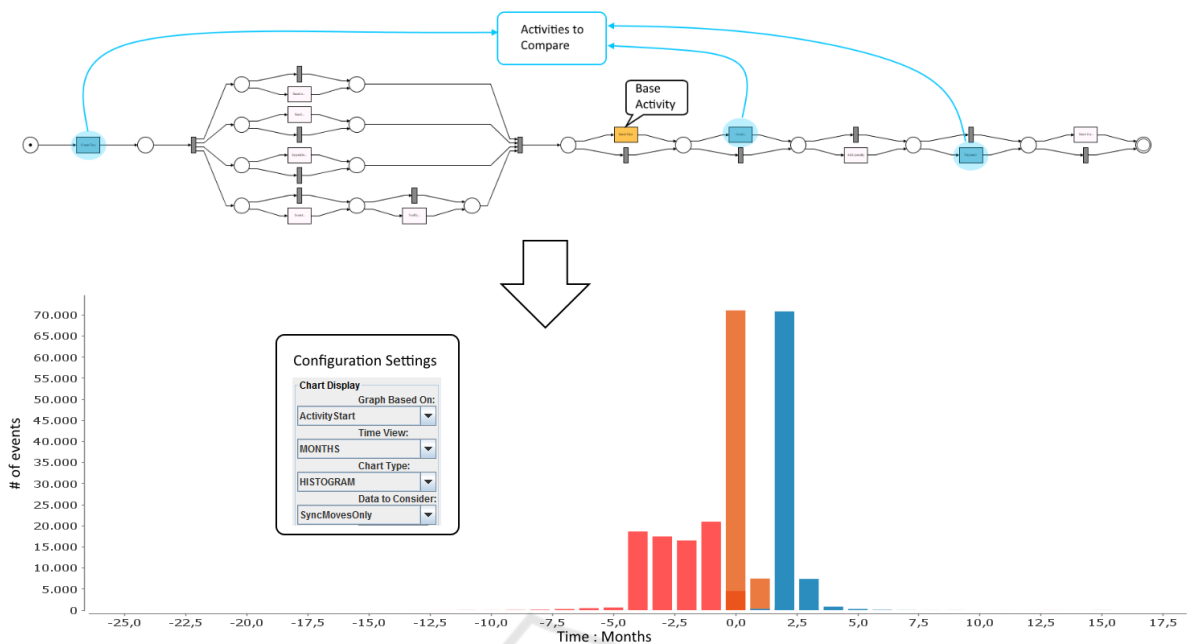 Activities to
Compare
Base
Activity
Configuration Settings
Chart Display
Graph Based On:
ActivityStart
Time View:
MONTHS
Chart Type:
HISTOGRAM
Data to Consider:
SyncMovesOnly
# of events
70.000
65.000
60.000
55.000
50.000
45.000
40.000
35.000
30.000
25.000
20.000
15.000
10.000
5.000
0
-25,0 -22,5 -20,0 -17,5 -15,0 -12,5 -10,0 -7,5 -5,0 -2,5 0,0 2,5 5,0 7,5 10,0 12,5 15,0 17,5
Time : Months